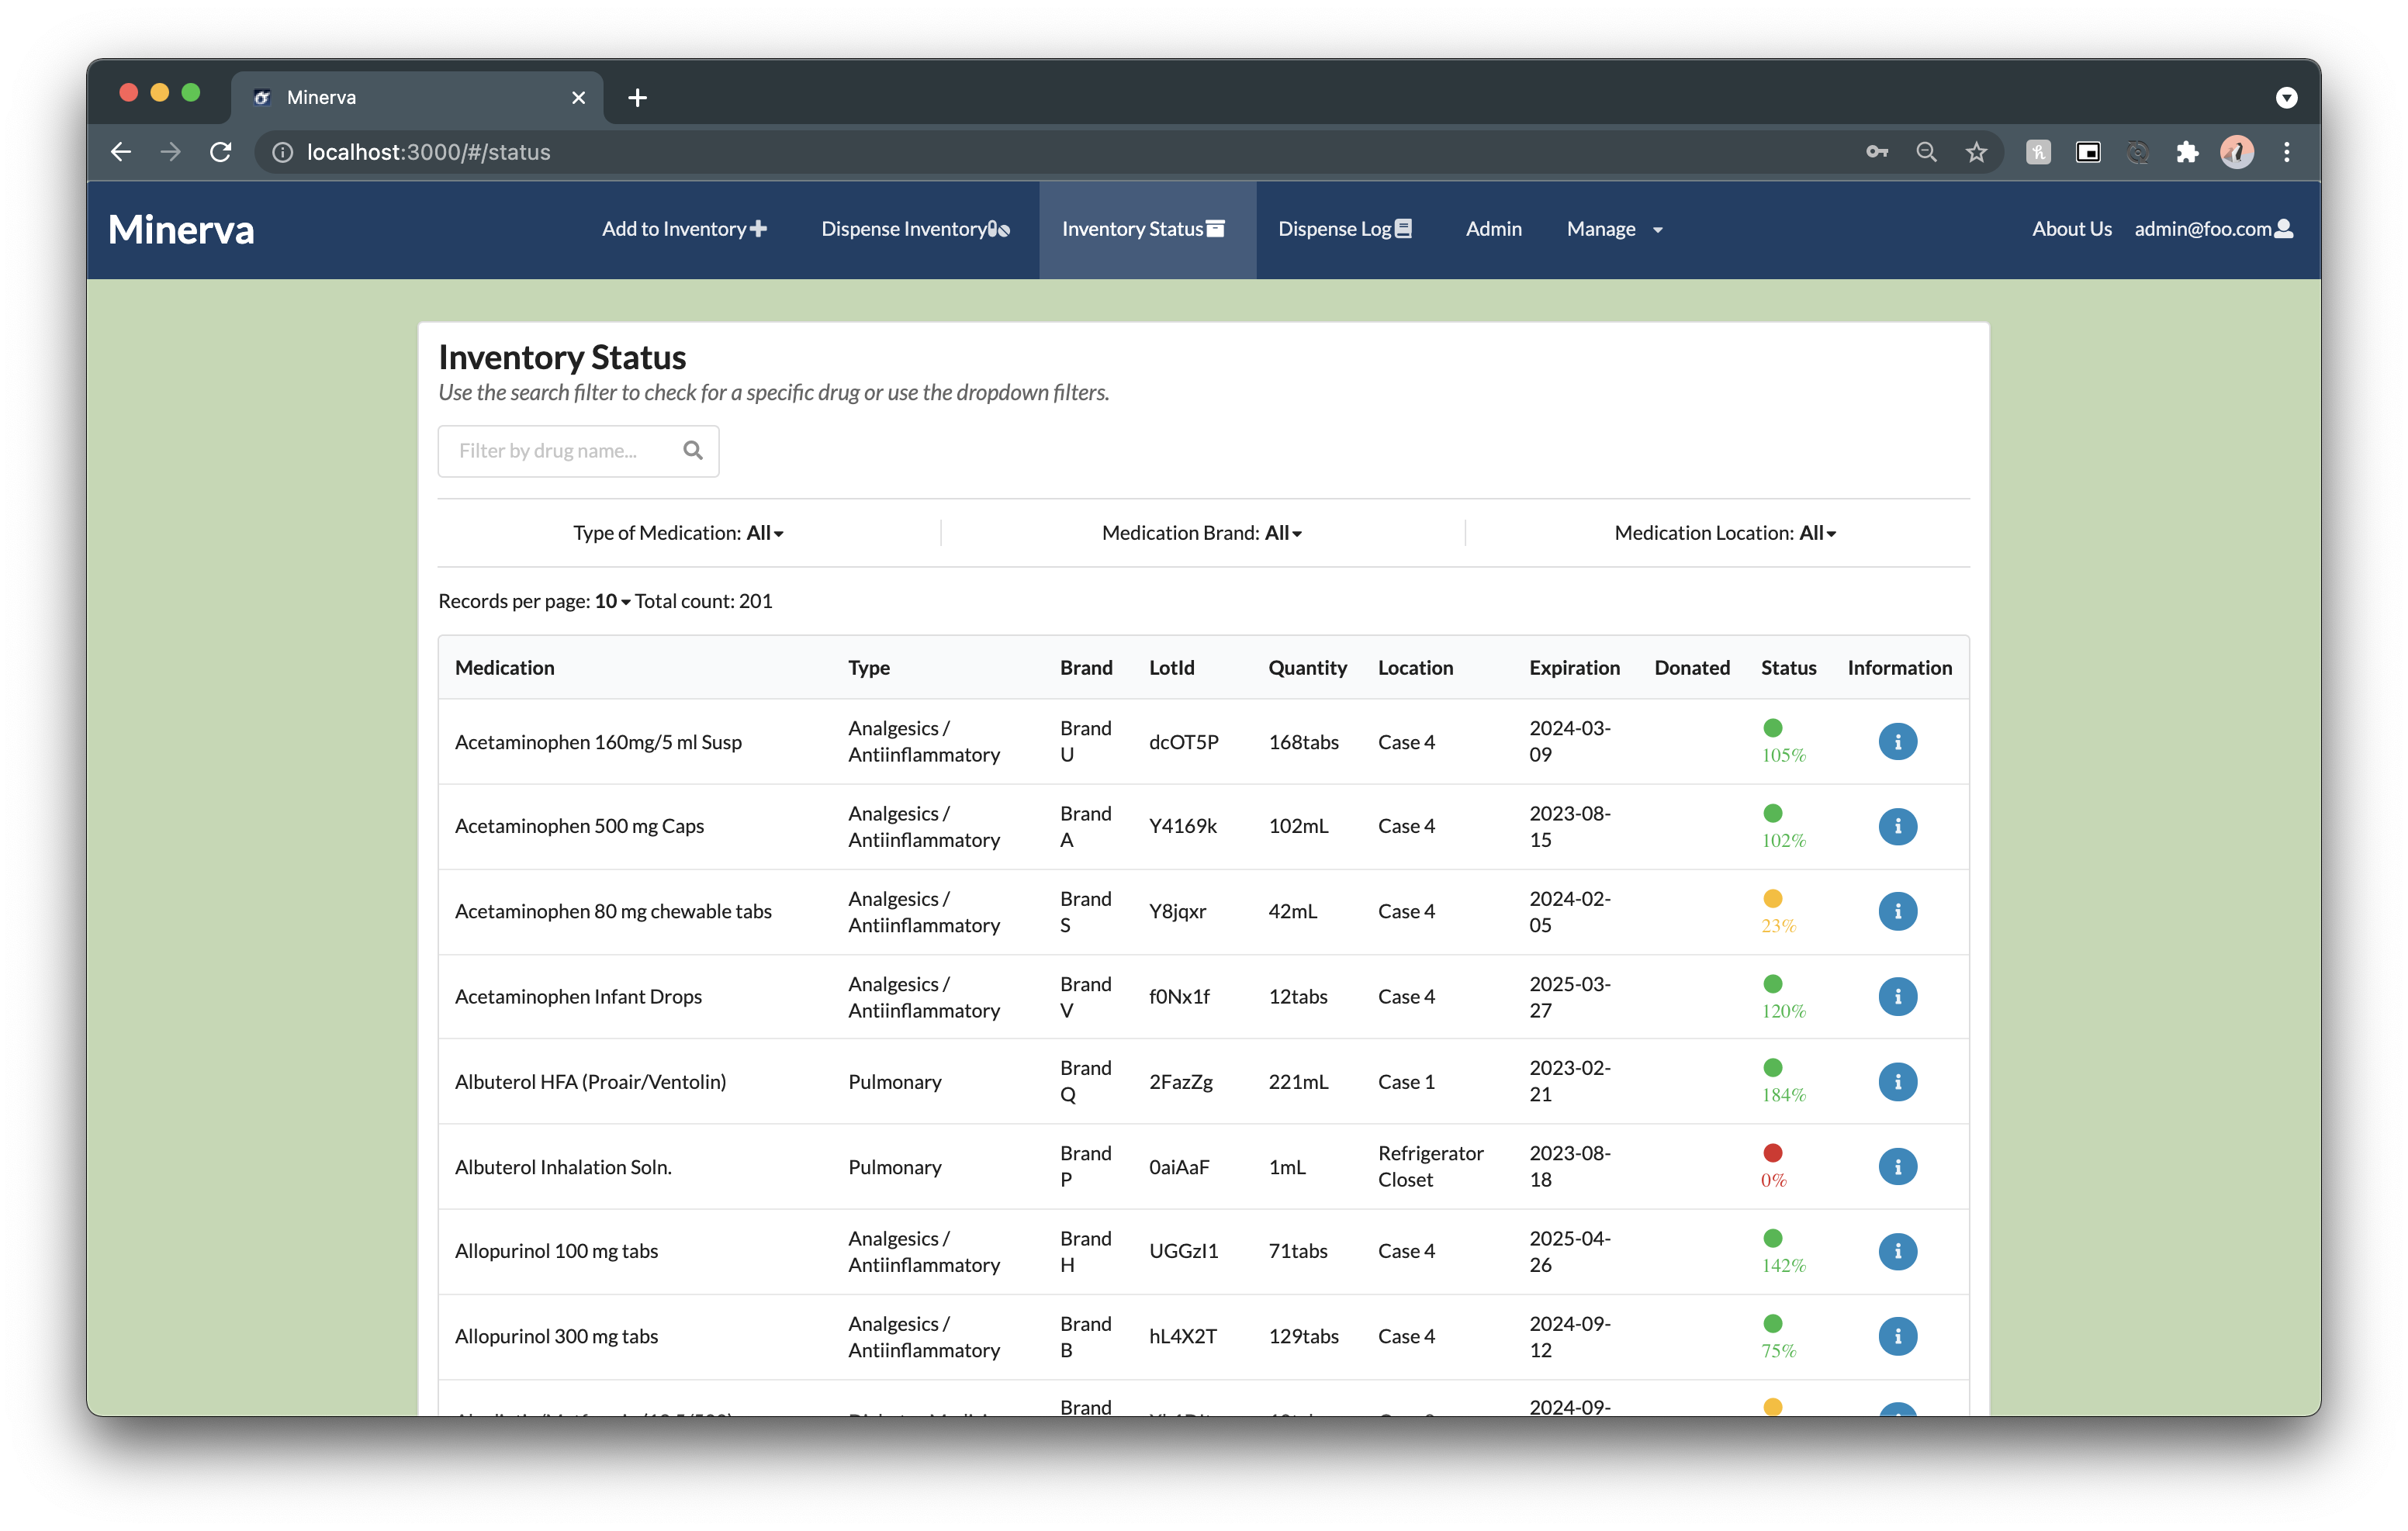 Minerva
localhost:3000/#/status
Minerva
Add to Inventory
Dispense Inventory
Inventory Status
Dispense Log
Admin
Manage
About Us
admin@foo.com
Inventory Status
Use the search filter to check for a specific drug or use the dropdown filters.
Filter by drug name...
Type of Medication: All
Medication Brand: All
Medication Location: All
Records per page: 10 Total count: 201
Medication Type Brand LotId Quantity Location Expiration Donated Status Information
Acetaminophen 160mg/5 ml Susp Analgesics / Antiinflammatory Brand U dcOT5P 168tabs Case 4 2024-03-09 105%
Acetaminophen 500 mg Caps Analgesics / Antiinflammatory Brand A Y4169k 102mL Case 4 2023-08-15 102%
Acetaminophen 80 mg chewable tabs Analgesics / Antiinflammatory Brand S Y8jqxr 42mL Case 4 2024-02-05 23%
Acetaminophen Infant Drops Analgesics / Antiinflammatory Brand V f0Nx1f 12tabs Case 4 2025-03-27 120%
Albuterol HFA (Proair/Ventolin) Pulmonary Brand Q 2FazZg 221mL Case 1 2023-02-21 184%
Albuterol Inhalation Soln. Pulmonary Brand P 0aiAaF 1mL Refrigerator Closet 2023-08-18 0%
Allopurinol 100 mg tabs Analgesics / Antiinflammatory Brand H UGGzI1 71tabs Case 4 2025-04-26 142%
Allopurinol 300 mg tabs Analgesics / Antiinflammatory Brand B hL4X2T 129tabs Case 4 2024-09-12 75%
Brand 2024-09-